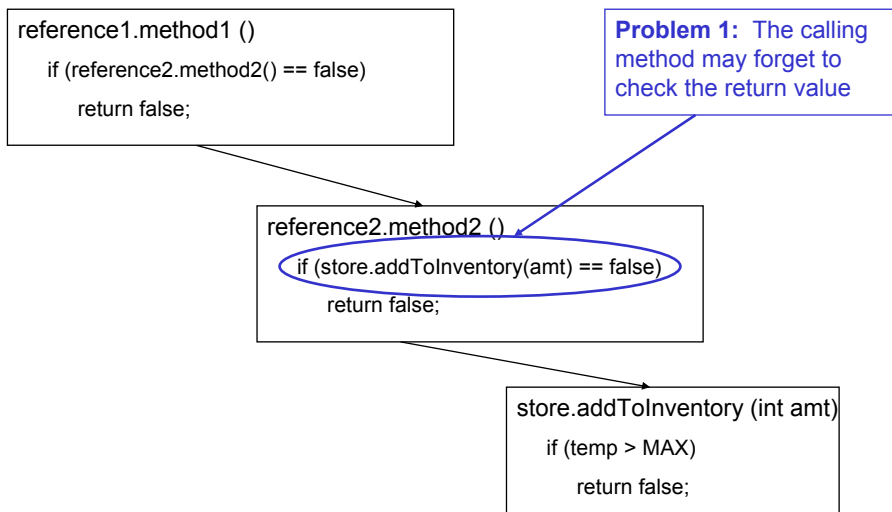 reference1.method1 ()
if (reference2.method2() == false)
return false;
Problem 1: The calling
method may forget to
check the return value
reference2.method2 ()
if (store.addToInventory(amt) == false)
return false;
store.addToInventory (int amt)
if (temp > MAX)
return false;